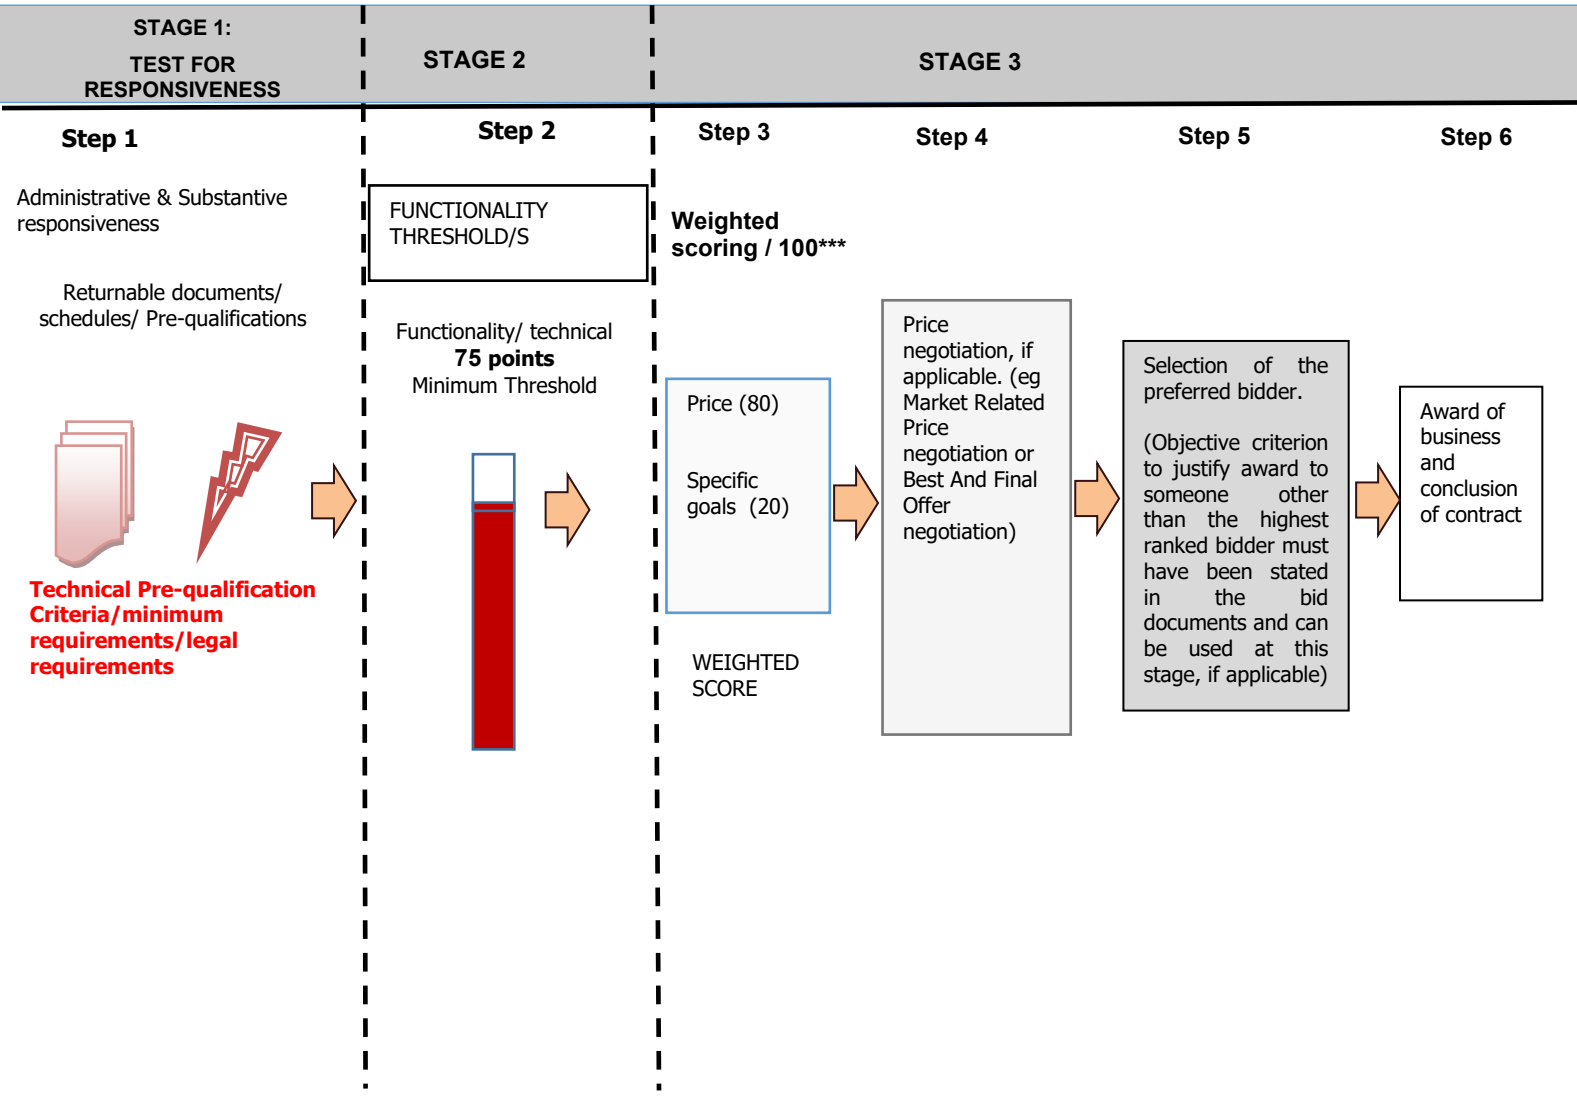 STAGE 1:
TEST FOR
RESPONSIVENESS
STAGE 2
STAGE 3
Step 1
Step 2
Step 3
Step 4
Step 5
Step 6
Administrative & Substantive
responsiveness
Returnable documents/
schedules/ Pre-qualifications
Technical Pre-qualification
Criteria/minimum
requirements/legal
requirements
FUNCTIONALITY
THRESHOLD/S
Functionality/ technical
75 points
Minimum Threshold
Weighted
scoring / 100***
Price (80)
Specific
goals (20)
WEIGHTED
SCORE
Price
negotiation, if
applicable. (eg
Market Related
Price
negotiation or
Best And Final
Offer
negotiation)
Selection of the
preferred bidder.
(Objective criterion
to justify award to
someone other
than the highest
ranked bidder must
have been stated
in the bid
documents and can
be used at this
stage, if applicable)
Award of
business
and
conclusion
of contract